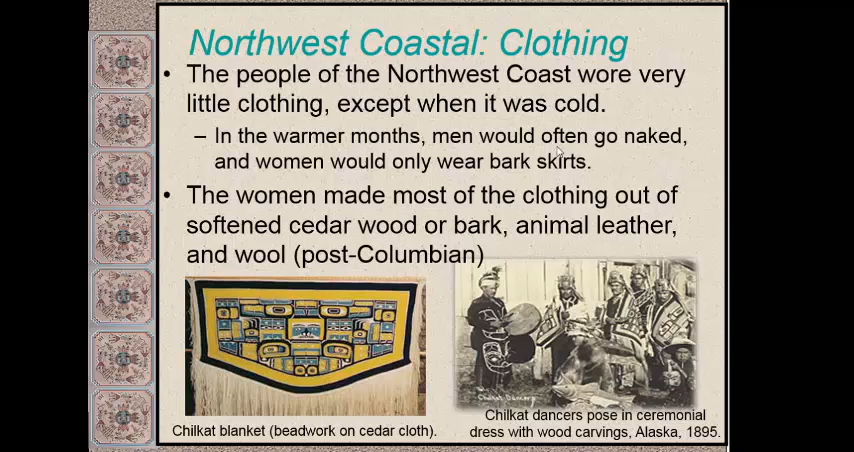 Northwest Coastal: Clothing
• The people of the Northwest Coast wore very
little clothing, except when it was cold.
– In the warmer months, men would often go naked,
and women would only wear bark skirts.
• The women made most of the clothing out of
softened cedar wood or bark, animal leather,
and wool (post-Columbian)
Chilkat Dancers
Chilkat blanket (beadwork on cedar cloth).
Chilkat dancers pose in ceremonial
dress with wood carvings, Alaska, 1895.